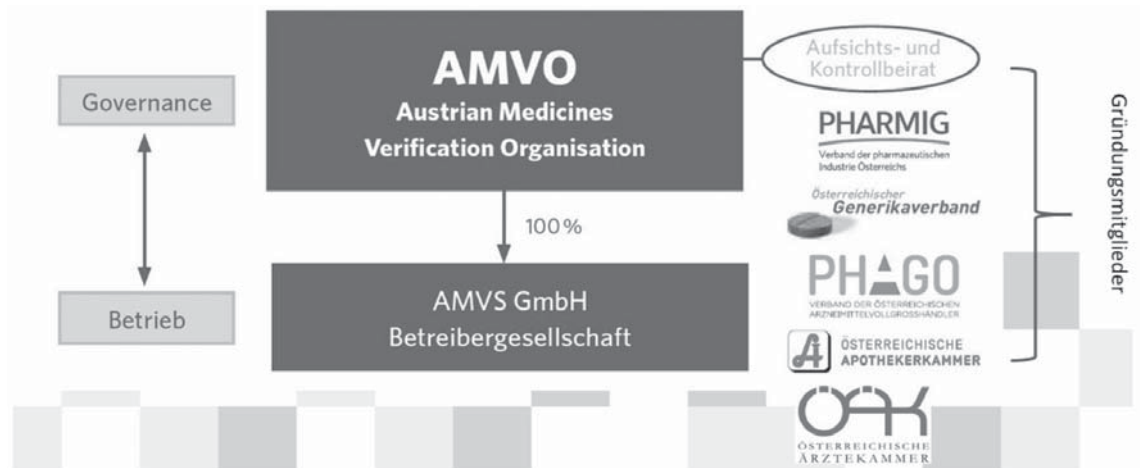 Governance
Betrieb
AMVO
Austrian Medicines
Verification Organisation
100 %
AMVS GmbH
Betreibergesellschaft
Aufsichts- und
Kontrollbeirat
PHARMIG
Verband der pharmazeutischen
Industrie Österreichs
Österreichischer
Generikaverband
PHAGO
VERBAND DER ÖSTERREICHISCHEN
ARZNEIMITTELVOLLGROSSHÄNDLER
ÖSTERREICHISCHE
APOTHEKERKAMMER
ÖÄK
ÖSTERREICHISCHE
ÄRZTEKAMMER
Gründungsmitglieder